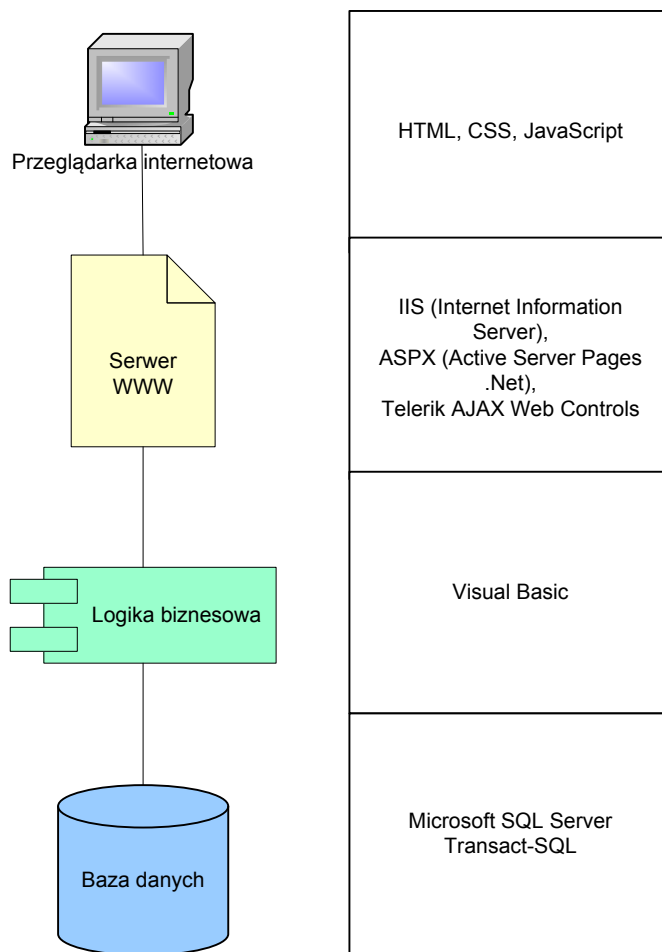 Przeglądarka internetowa
HTML, CSS, JavaScript
Serwer
WWW
IIS (Internet Information
Server),
ASPX (Active Server Pages
.Net),
Telerik AJAX Web Controls
Logika biznesowa
Visual Basic
Baza danych
Microsoft SQL Server
Transact-SQL